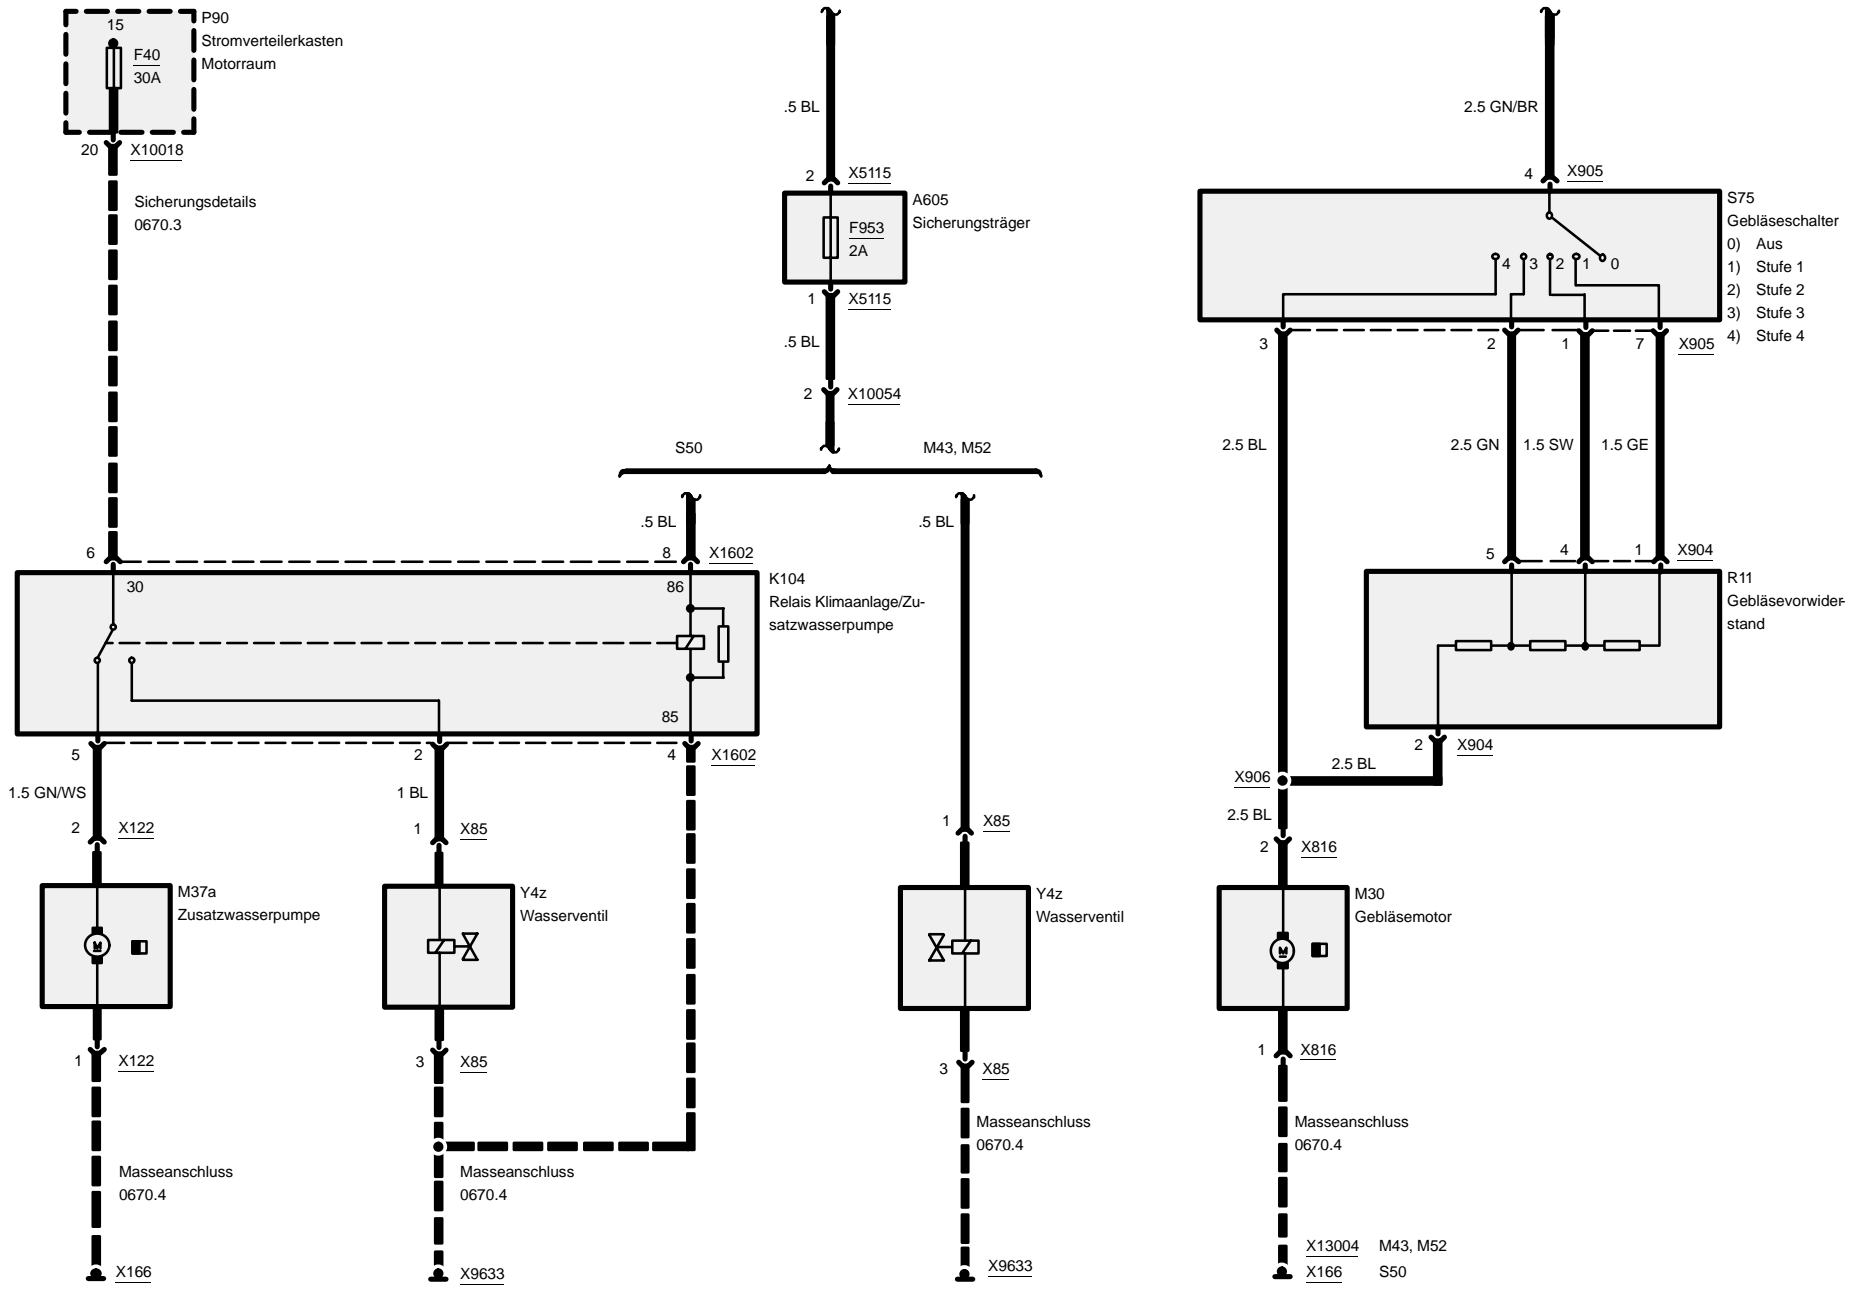 15
F40
30A
P90
Stromverteilerkasten
Motorraum
20
X10018
Sicherungsdetails
0670.3
.5 BL
2
X5115
F953
2A
A605
Sicherungsträger
1
X5115
.5 BL
2
X10054
S50
M43, M52
.5 BL
.5 BL
6
8
X1602
30
86
85
K104
Relais Klimaanlage/Zu-
satzwasserpumpe
5
2
4
X1602
1.5 GN/WS
1 BL
2
X122
1
X85
1
X85
M37a
Zusatzwasserpumpe
M
Y4z
Wasserventil
Y4z
Wasserventil
1
X122
3
X85
3
X85
Masseanschluss
0670.4
Masseanschluss
0670.4
Masseanschluss
0670.4
X166
X9633
X9633
2.5 GN/BR
4
X905
4
3
2
1
0
S75
Gebläseschalter
0) Aus
1) Stufe 1
2) Stufe 2
3) Stufe 3
4) Stufe 4
3
2
1
7
X905
2.5 BL
2.5 GN
1.5 SW
1.5 GE
5
4
1
X904
R11
Gebläsevorwider-
stand
2
X904
2.5 BL
X906
2.5 BL
2
X816
M30
Gebläsemotor
M
1
X816
Masseanschluss
0670.4
X13004 M43, M52
X166 S50